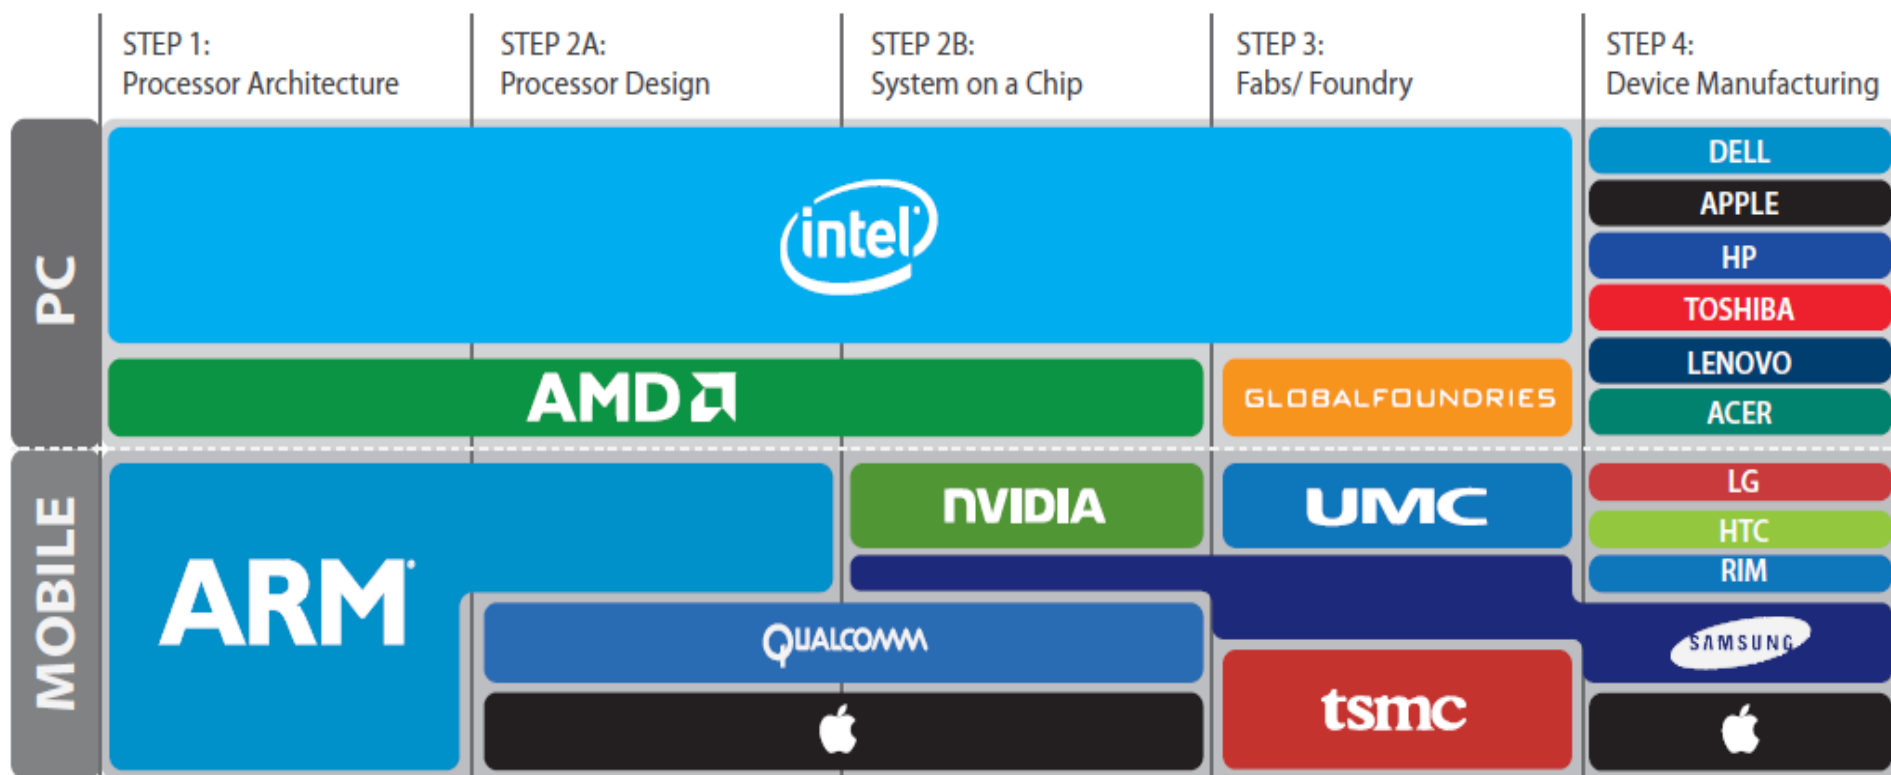 STEP 1:
Processor Architecture
STEP 2A:
Processor Design
STEP 2B:
System on a Chip
STEP 3:
Fabs/ Foundry
STEP 4:
Device Manufacturing
PC
intel
AMD
GLOBALFOUNDRIES
DELL
APPLE
HP
TOSHIBA
LENOVO
ACER
MOBILE
ARM
NVIDIA
QUALCOMM
UMC
tsmc
LG
HTC
RIM
SAMSUNG